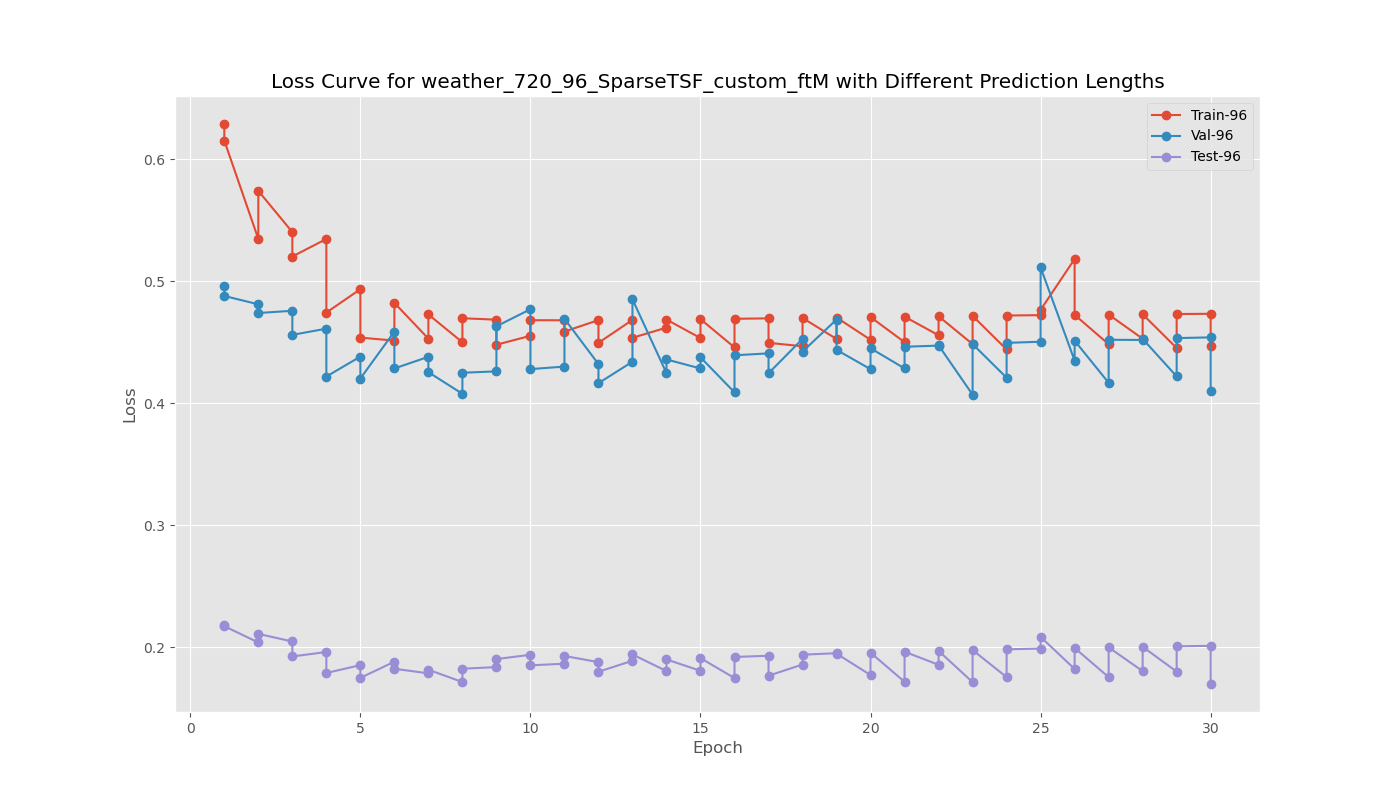 Loss Curve for weather_720_96_SparseTSF_custom_ftM with Different Prediction Lengths
Train-96
Val-96
Test-96
0.6
0.5
0.4
0.3
0.2
Loss
0 5 10 15 20 25 30
Epoch